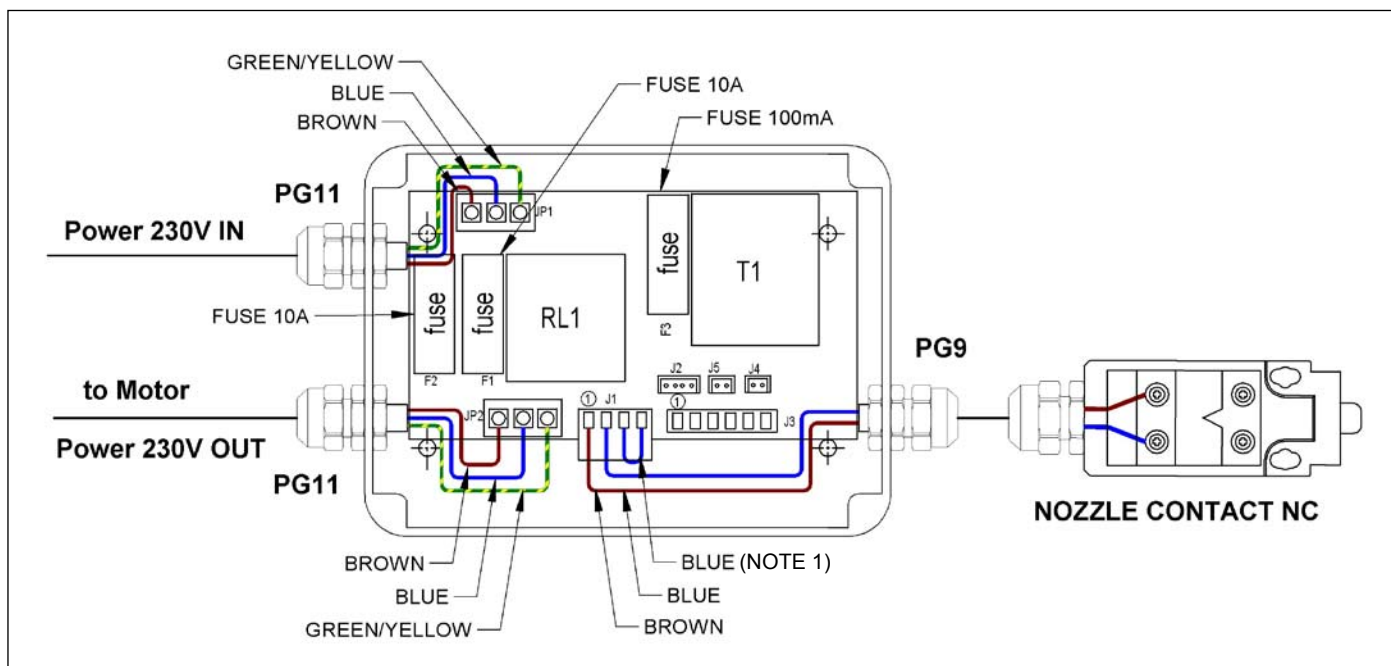 GREEN/YELLOW
BLUE
BROWN
FUSE 10A
FUSE 100mA
PG11
Power 230V IN
JP1
fuse
T1
FUSE 10A
fuse
fuse
RL1
F3
F2
F1
PG9
to Motor
Power 230V OUT
PG11
J2
J5
J4
JP2
1
J1
1
J3
NOZZLE CONTACT NC
BROWN
BLUE
GREEN/YELLOW
BLUE (NOTE 1)
BLUE
BROWN